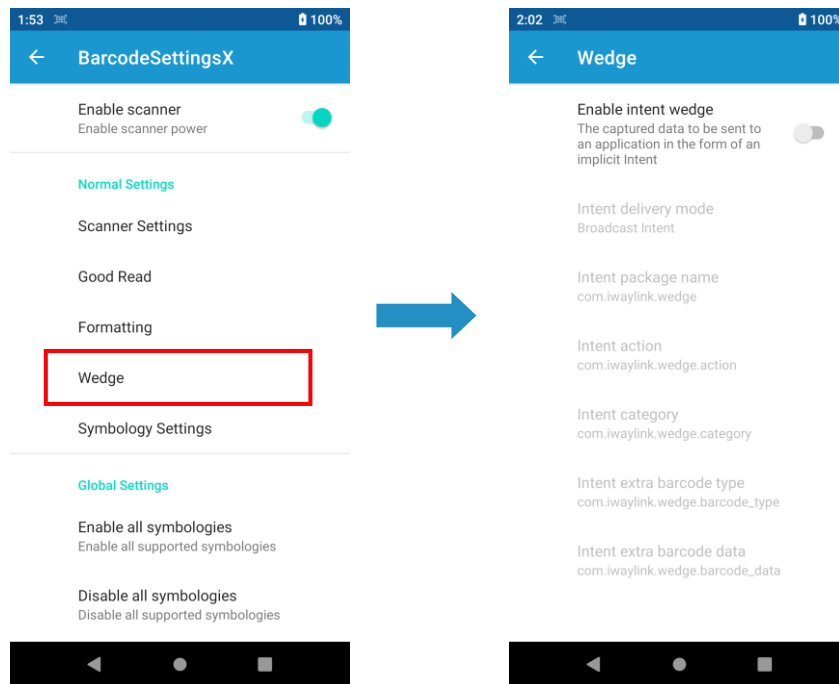 1:53 100%
BarcodeSettingsX
Enable scanner
Enable scanner power
Normal Settings
Scanner Settings
Good Read
Formatting
Wedge
Symbology Settings
Global Settings
Enable all symbologies
Enable all supported symbologies
Disable all symbologies
Disable all supported symbologies
2:02 100%
Wedge
Enable intent wedge
The captured data to be sent to
an application in the form of an
implicit Intent
Intent delivery mode
Broadcast Intent
Intent package name
com.iwaylink.wedge
Intent action
com.iwaylink.wedge.action
Intent category
com.iwaylink.wedge.category
Intent extra barcode type
com.iwaylink.wedge.barcode_type
Intent extra barcode data
com.iwaylink.wedge.barcode_data